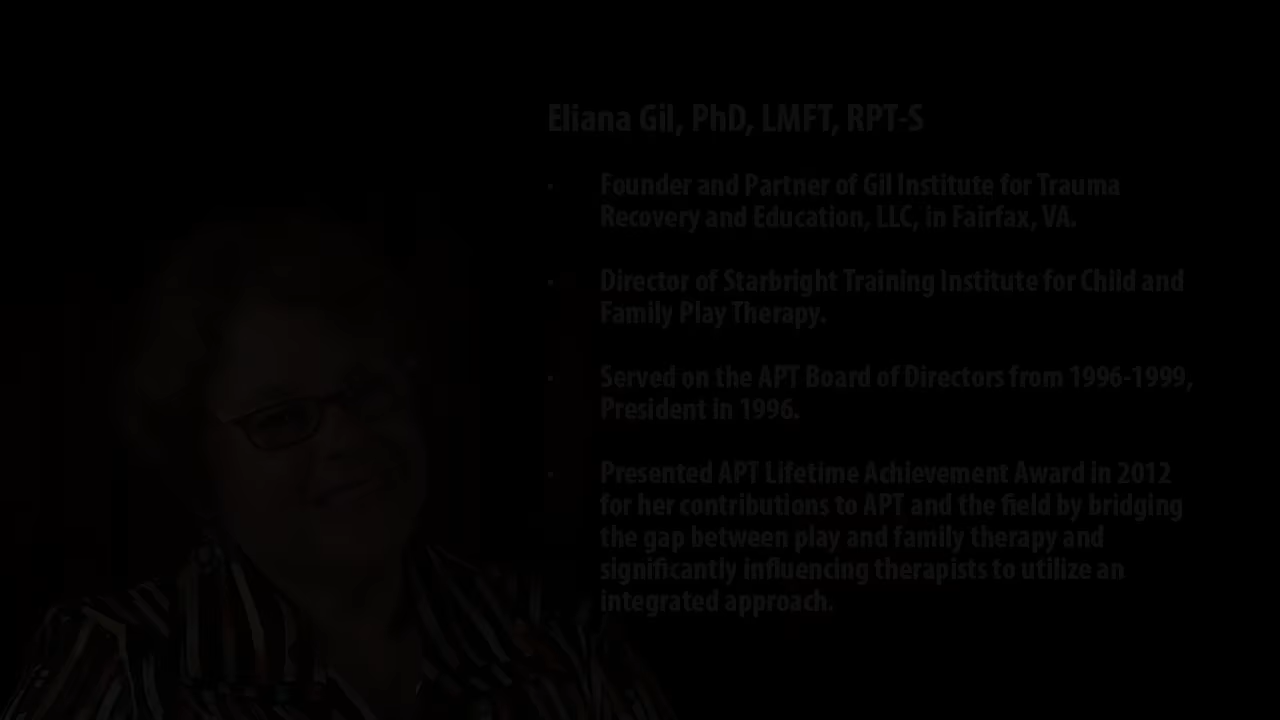 Eliana Gil, PhD, LMFT, RPT-S
• Founder and Partner of Gil Institute for Trauma
Recovery and Education, LLC, in Fairfax, VA.
• Director of Starbright Training Institute for Child and
Family Play Therapy.
• Served on the APT Board of Directors from 1996-1999,
President in 1996.
• Presented APT Lifetime Achievement Award in 2012
for her contributions to APT and the field by bridging
the gap between play and family therapy and
significantly influencing therapists to utilize an
integrated approach.